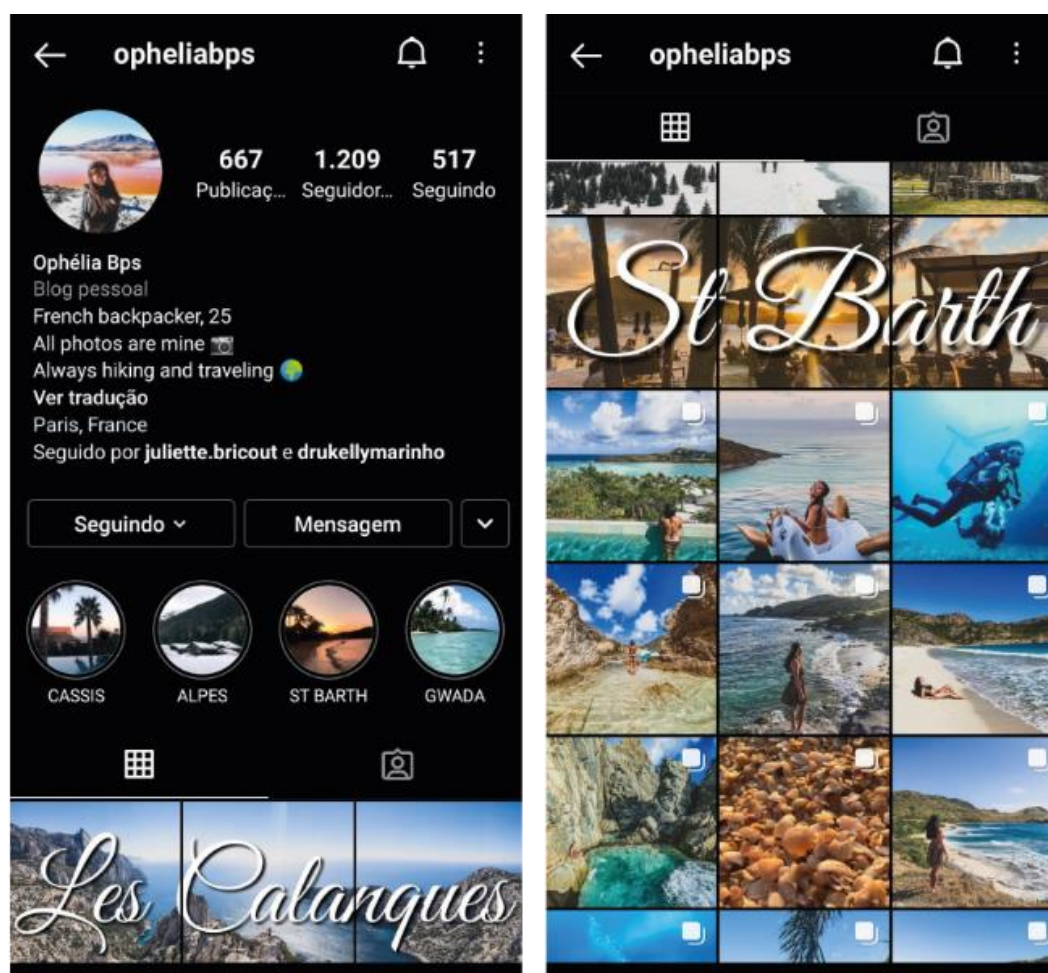 opheliabps
667 1.209 517
Publicaç... Seguidor... Seguindo
Ophélia Bps
Blog pessoal
French backpacker, 25
All photos are mine 📷
Always hiking and traveling 🌍
Ver tradução
Paris, France
Seguido por juliette.bricout e drukellymarinho
Seguindo Mensagem
CASSIS ALPES ST BARTH GWADA
Les Calanques
opheliabps
St Barth